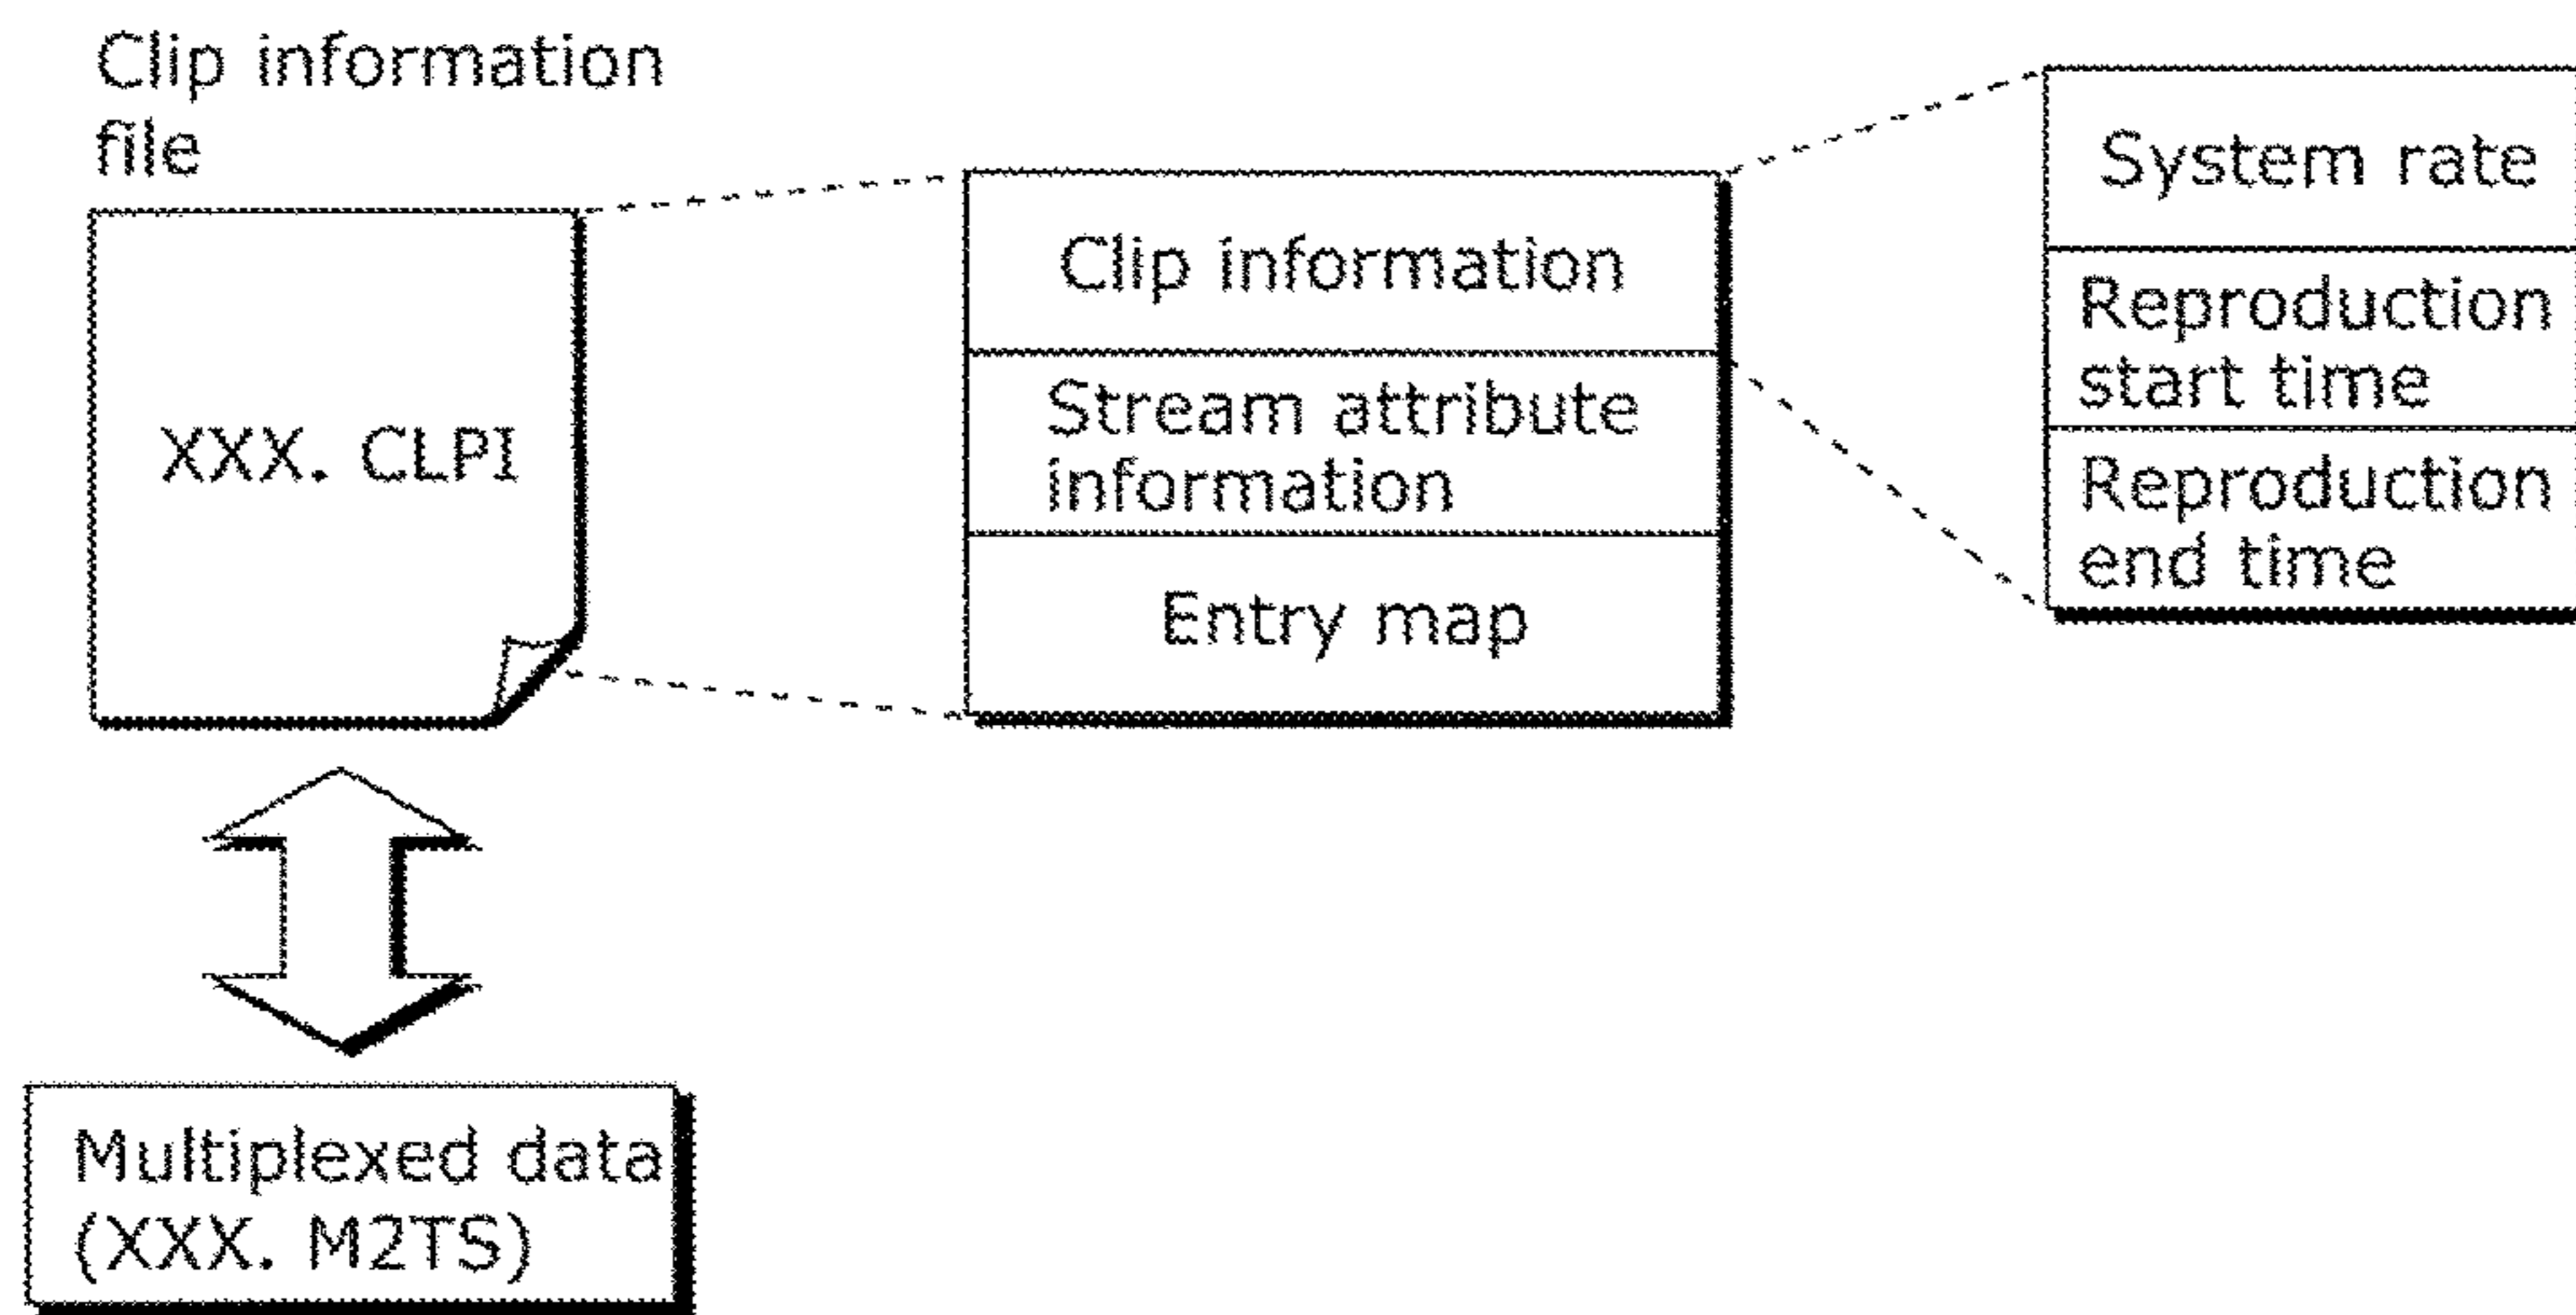 Clip information
file
XXX. CLPI
Clip information
Stream attribute
information
Entry map
System rate
Reproduction
start time
Reproduction
end time
Multiplexed data
(XXX. M2TS)